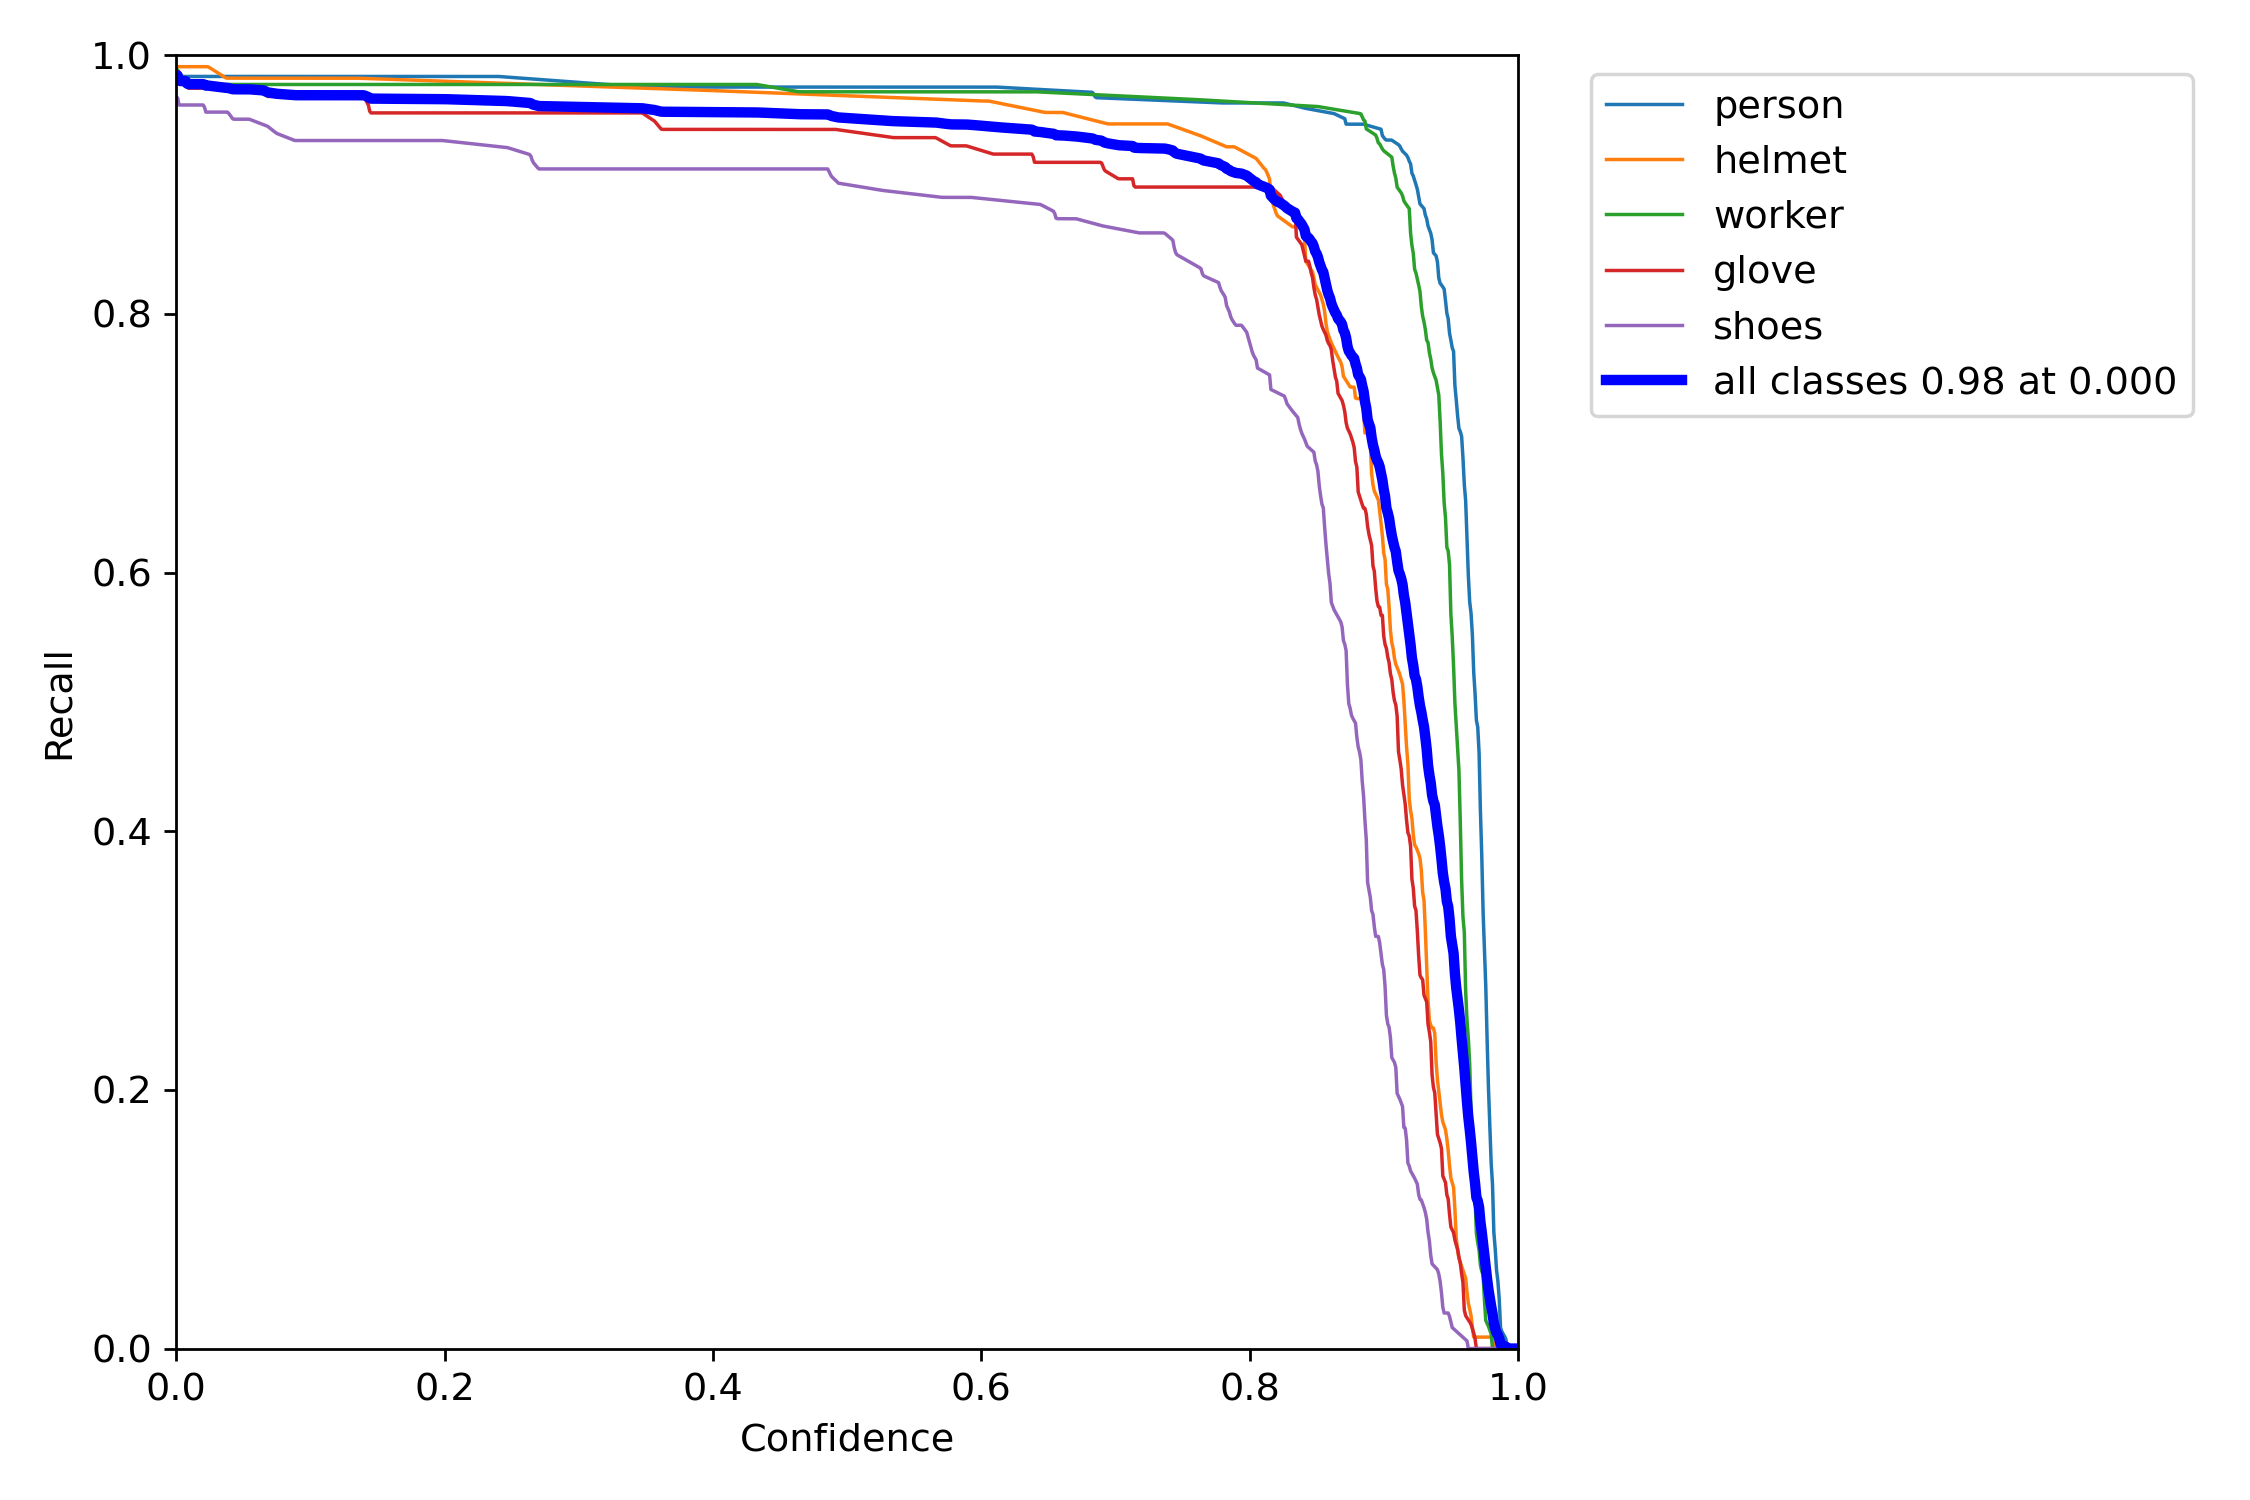 1.0
0.8
0.6
0.4
0.2
0.0
Recall
0.0 0.2 0.4 0.6 0.8 1.0
Confidence
person
helmet
worker
glove
shoes
all classes 0.98 at 0.000